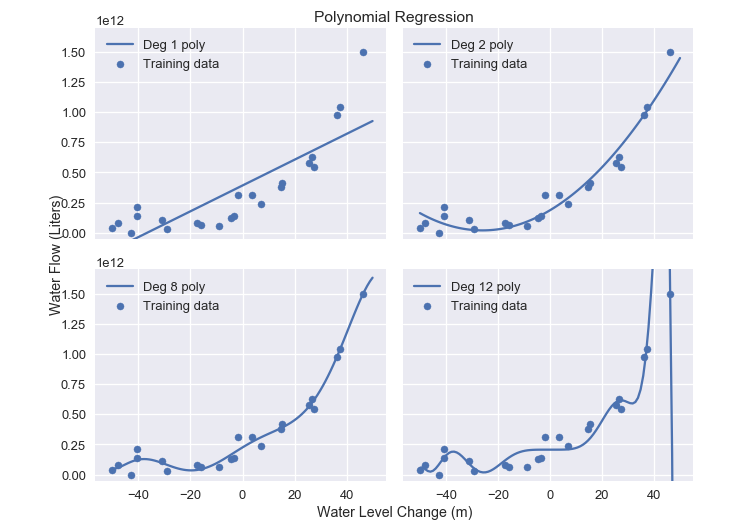 Polynomial Regression
1e12
Deg 1 poly
Training data
1.50
1.25
1.00
0.75
0.50
0.25
0.00
Deg 2 poly
Training data
Water Flow (Liters)
1e12
Deg 8 poly
Training data
1.50
1.25
1.00
0.75
0.50
0.25
0.00
−40 −20 0 20 40
Deg 12 poly
Training data
−40 −20 0 20 40
Water Level Change (m)